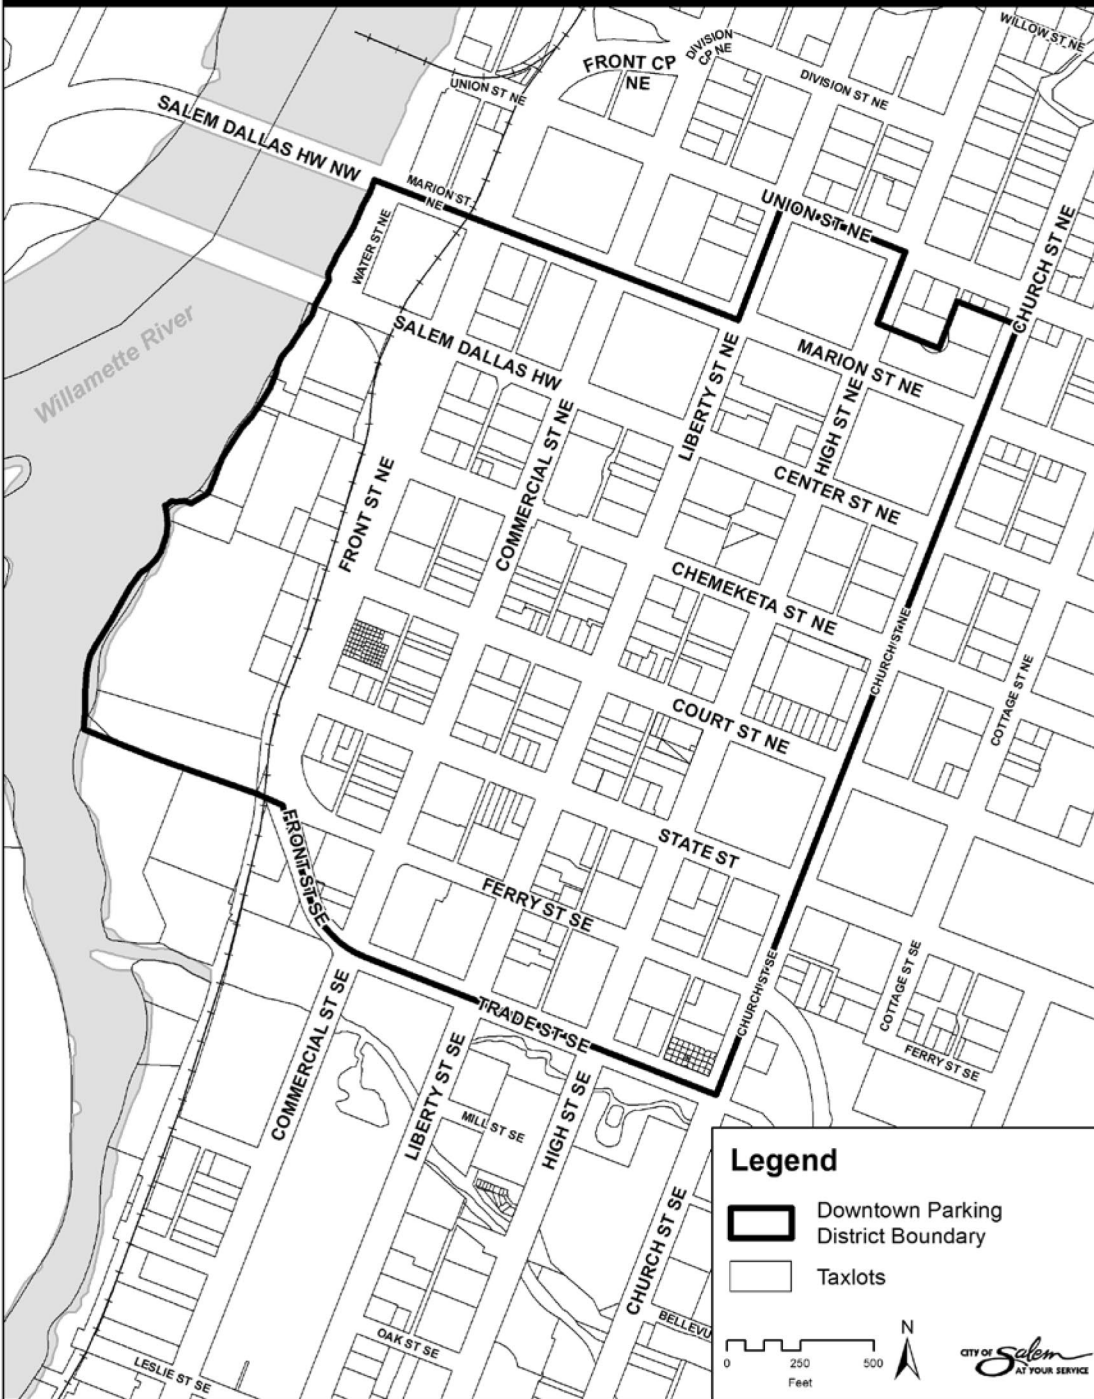 WILLOW ST NE
DIVISION
CP NE
FRONT CP
NE
DIVISION ST NE
UNION ST NE
SALEM DALLAS HW NW
MARION ST
NE
UNION ST NE
CHURCH ST NE
WATER ST NE
Willamette River
SALEM DALLAS HW
MARION ST NE
LIBERTY ST NE
HIGH ST NE
COMMERCIAL ST NE
CENTER ST NE
FRONT ST NE
CHEMEKETA ST NE
CHURCH ST NE
COTTAGE ST NE
COURT ST NE
STATE ST
FRONT ST SE
FERRY ST SE
CHURCH ST SE
COTTAGE ST SE
TRADE ST SE
FERRY ST SE
COMMERCIAL ST SE
LIBERTY ST SE
HIGH ST SE
MILL ST SE
CHURCH ST SE
BELLEVU
OAK ST SE
LESLIE ST SE
Legend
Downtown Parking
District Boundary
Taxlots
N
0 250 500
Feet
CITY OF Salem
AT YOUR SERVICE